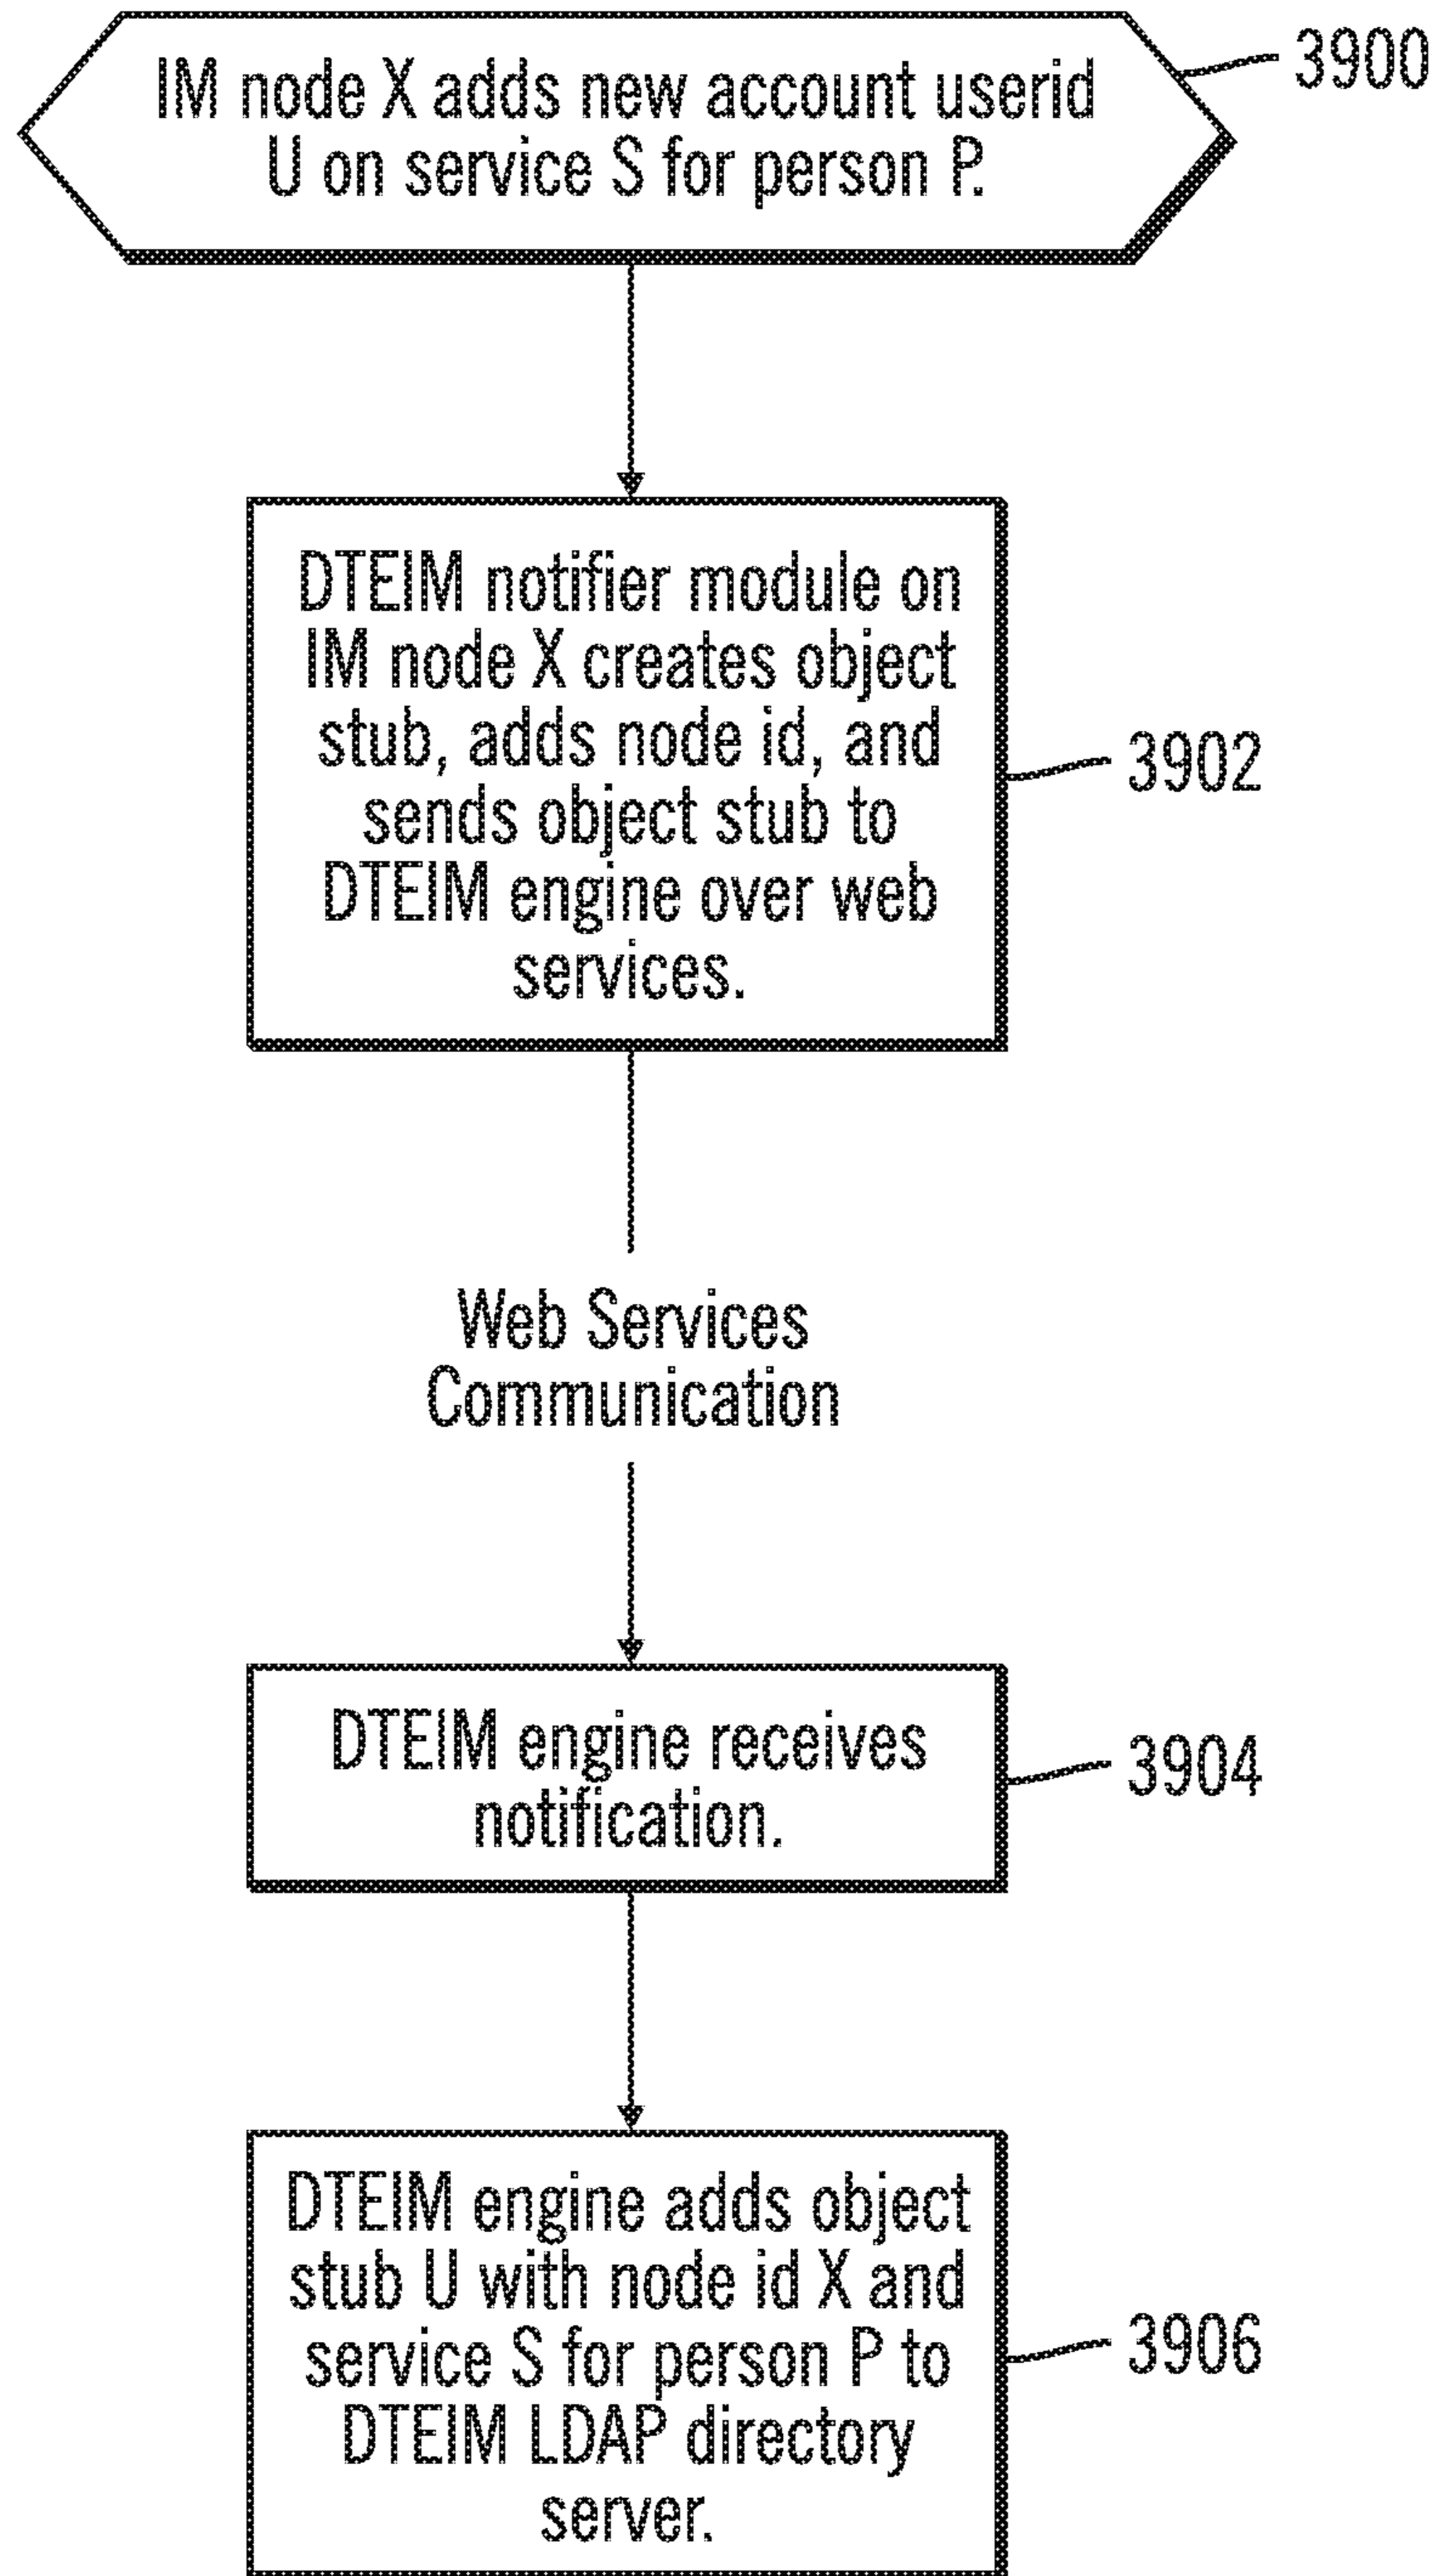 IM node X adds new account userid
U on service S for person P.
3900
DTEIM notifier module on
IM node X creates object
stub, adds node id, and
sends object stub to
DTEIM engine over web
services.
3902
Web Services
Communication
DTEIM engine receives
notification.
3904
DTEIM engine adds object
stub U with node id X and
service S for person P to
DTEIM LDAP directory
server.
3906